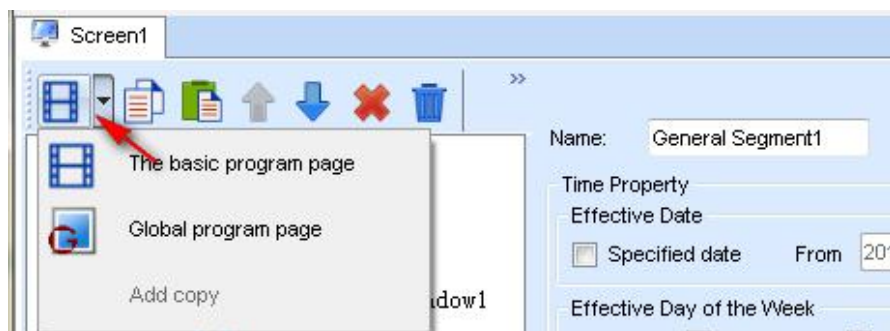 Screen1
»
The basic program page
Global program page
Add copy
Name: General Segment1
Time Property
Effective Date
Specified date From 201
Effective Day of the Week